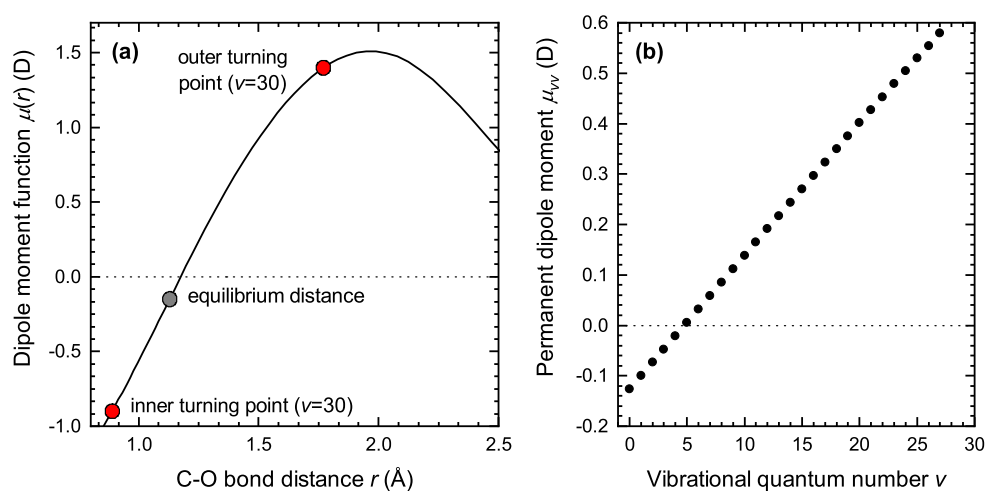 (a)
outer turning
point (v=30)
equilibrium distance
inner turning point (v=30)
Dipole moment function μ(r) (D)
1.5
1.0
0.5
0.0
-0.5
-1.0
1.0 1.5 2.0 2.5
C-O bond distance r (Å)
(b)
Permanent dipole moment μvv (D)
0.6
0.5
0.4
0.3
0.2
0.1
0.0
-0.1
-0.2
0 5 10 15 20 25 30
Vibrational quantum number v